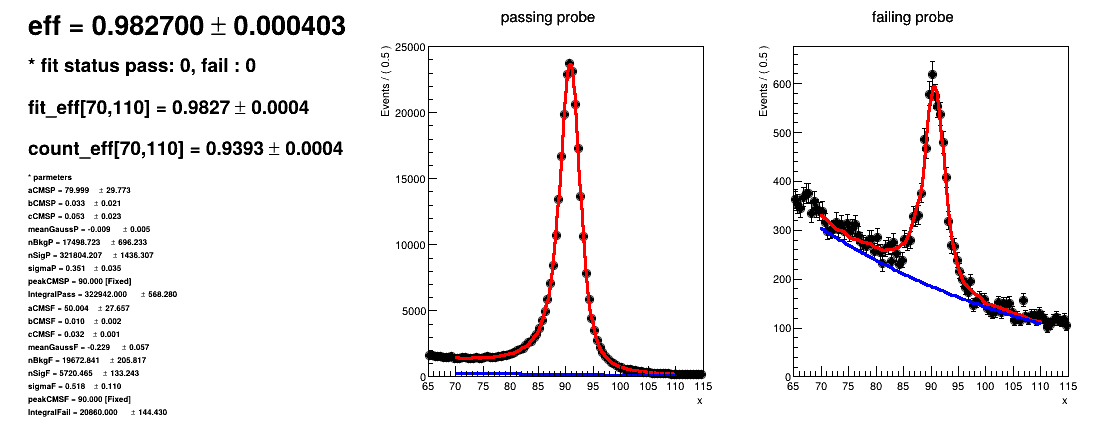 eff = 0.982700 ± 0.000403
* fit status pass: 0, fail : 0
fit_eff[70,110] = 0.9827 ± 0.0004
count_eff[70,110] = 0.9393 ± 0.0004
* parmeters
aCMSP = 79.999 ± 29.773
bCMSP = 0.033 ± 0.021
cCMSP = 0.053 ± 0.023
meanGaussP = -0.009 ± 0.005
nBkgP = 17498.723 ± 696.233
nSigP = 321804.207 ± 1436.307
sigmaP = 0.351 ± 0.035
peakCMSP = 90.000 [Fixed]
IntegralPass = 322942.000 ± 568.280
aCMSF = 50.004 ± 27.657
bCMSF = 0.010 ± 0.002
cCMSF = 0.032 ± 0.001
meanGaussF = -0.229 ± 0.057
nBkgF = 19672.841 ± 205.817
nSigF = 5720.465 ± 133.243
sigmaF = 0.518 ± 0.110
peakCMSF = 90.000 [Fixed]
IntegralFail = 20860.000 ± 144.430
passing probe
Events / ( 0.5 )
25000
20000
15000
10000
5000
0
65 70 75 80 85 90 95 100 105 110 115
x
failing probe
Events / ( 0.5 )
600
500
400
300
200
100
0
65 70 75 80 85 90 95 100 105 110 115
x